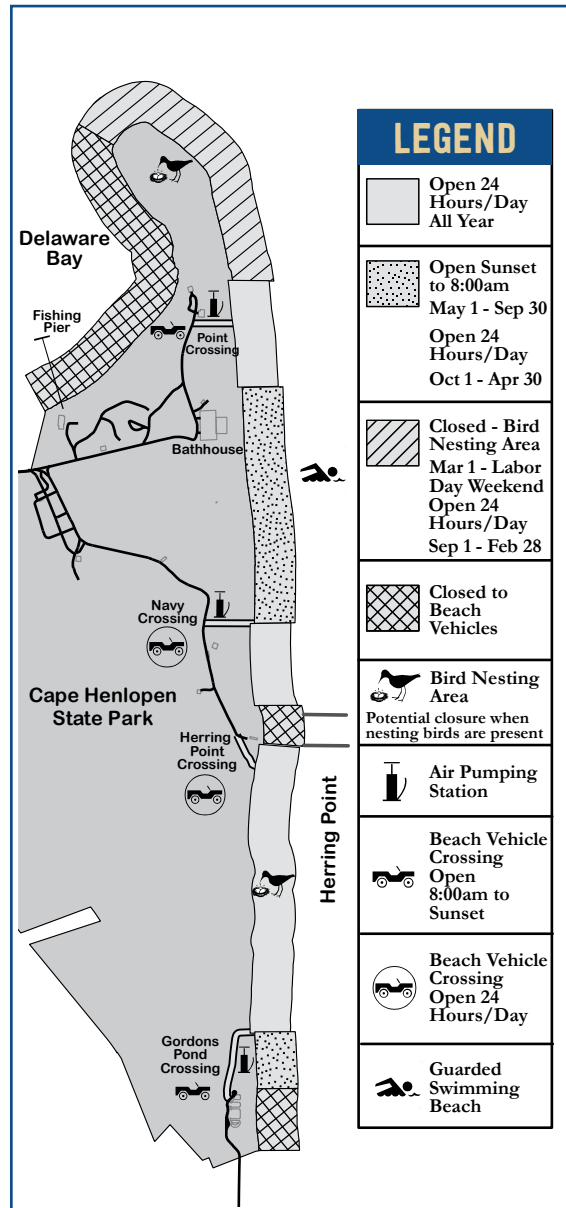 Delaware
Bay
Fishing
Pier
Point
Crossing
Bathhouse
Navy
Crossing
Cape Henlopen
State Park
Herring
Point
Crossing
Herring Point
Gordons
Pond
Crossing
LEGEND
Open 24
Hours/Day
All Year
Open Sunset
to 8:00am
May 1 - Sep 30
Open 24
Hours/Day
Oct 1 - Apr 30
Closed - Bird
Nesting Area
Mar 1 - Labor
Day Weekend
Open 24
Hours/Day
Sep 1 - Feb 28
Closed to
Beach
Vehicles
Bird Nesting
Area
Potential closure when
nesting birds are present
Air Pumping
Station
Beach Vehicle
Crossing
Open
8:00am to
Sunset
Beach Vehicle
Crossing
Open 24
Hours/Day
Guarded
Swimming
Beach